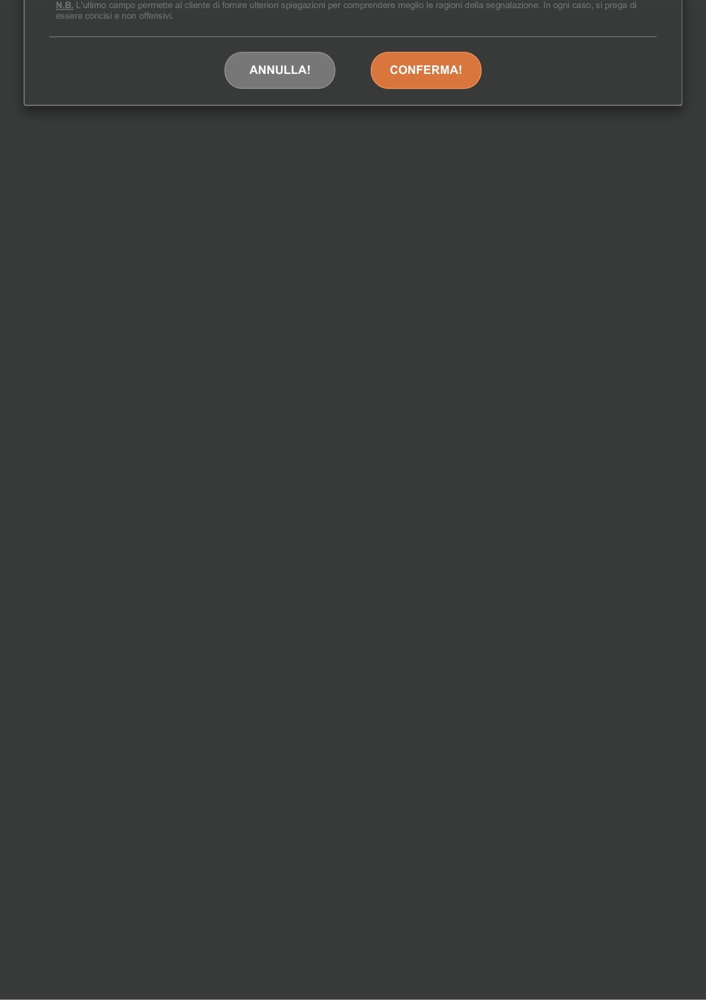 N.B. L'ultimo campo permette al cliente di fornire ulteriori spiegazioni per comprendere meglio le ragioni della segnalazione. In ogni caso, si prega di
essere concisi e non offensivi.
ANNULLA!
CONFERMA!